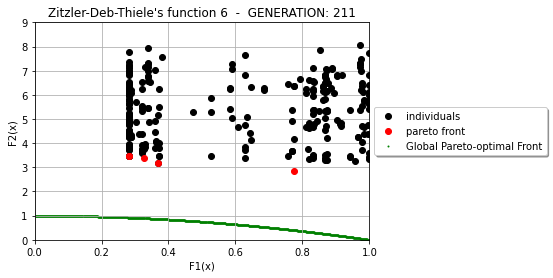 Zitzler-Deb-Thiele's function 6 - GENERATION: 211
9
8
7
6
5
4
3
2
1
0
F2(x)
0.0 0.2 0.4 0.6 0.8 1.0
F1(x)
individuals
pareto front
Global Pareto-optimal Front